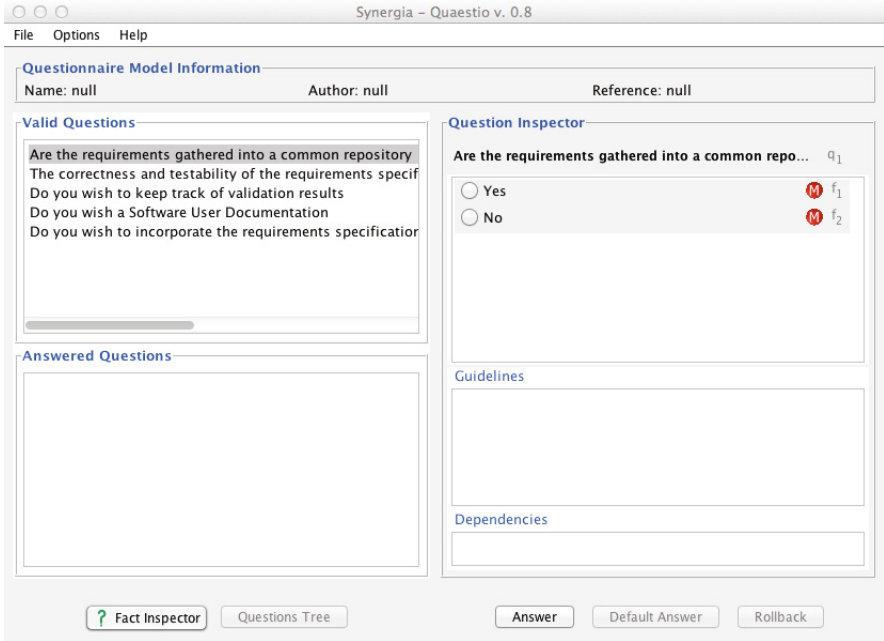 Synergia – Quaestio v. 0.8
File Options Help
Questionnaire Model Information
Name: null Author: null Reference: null
Valid Questions
Are the requirements gathered into a common repository
The correctness and testability of the requirements specif
Do you wish to keep track of validation results
Do you wish a Software User Documentation
Do you wish to incorporate the requirements specification
Answered Questions
Question Inspector
Are the requirements gathered into a common repo... q1
Yes M f1
No M f2
Guidelines
Dependencies
? Fact Inspector Questions Tree Answer Default Answer Rollback